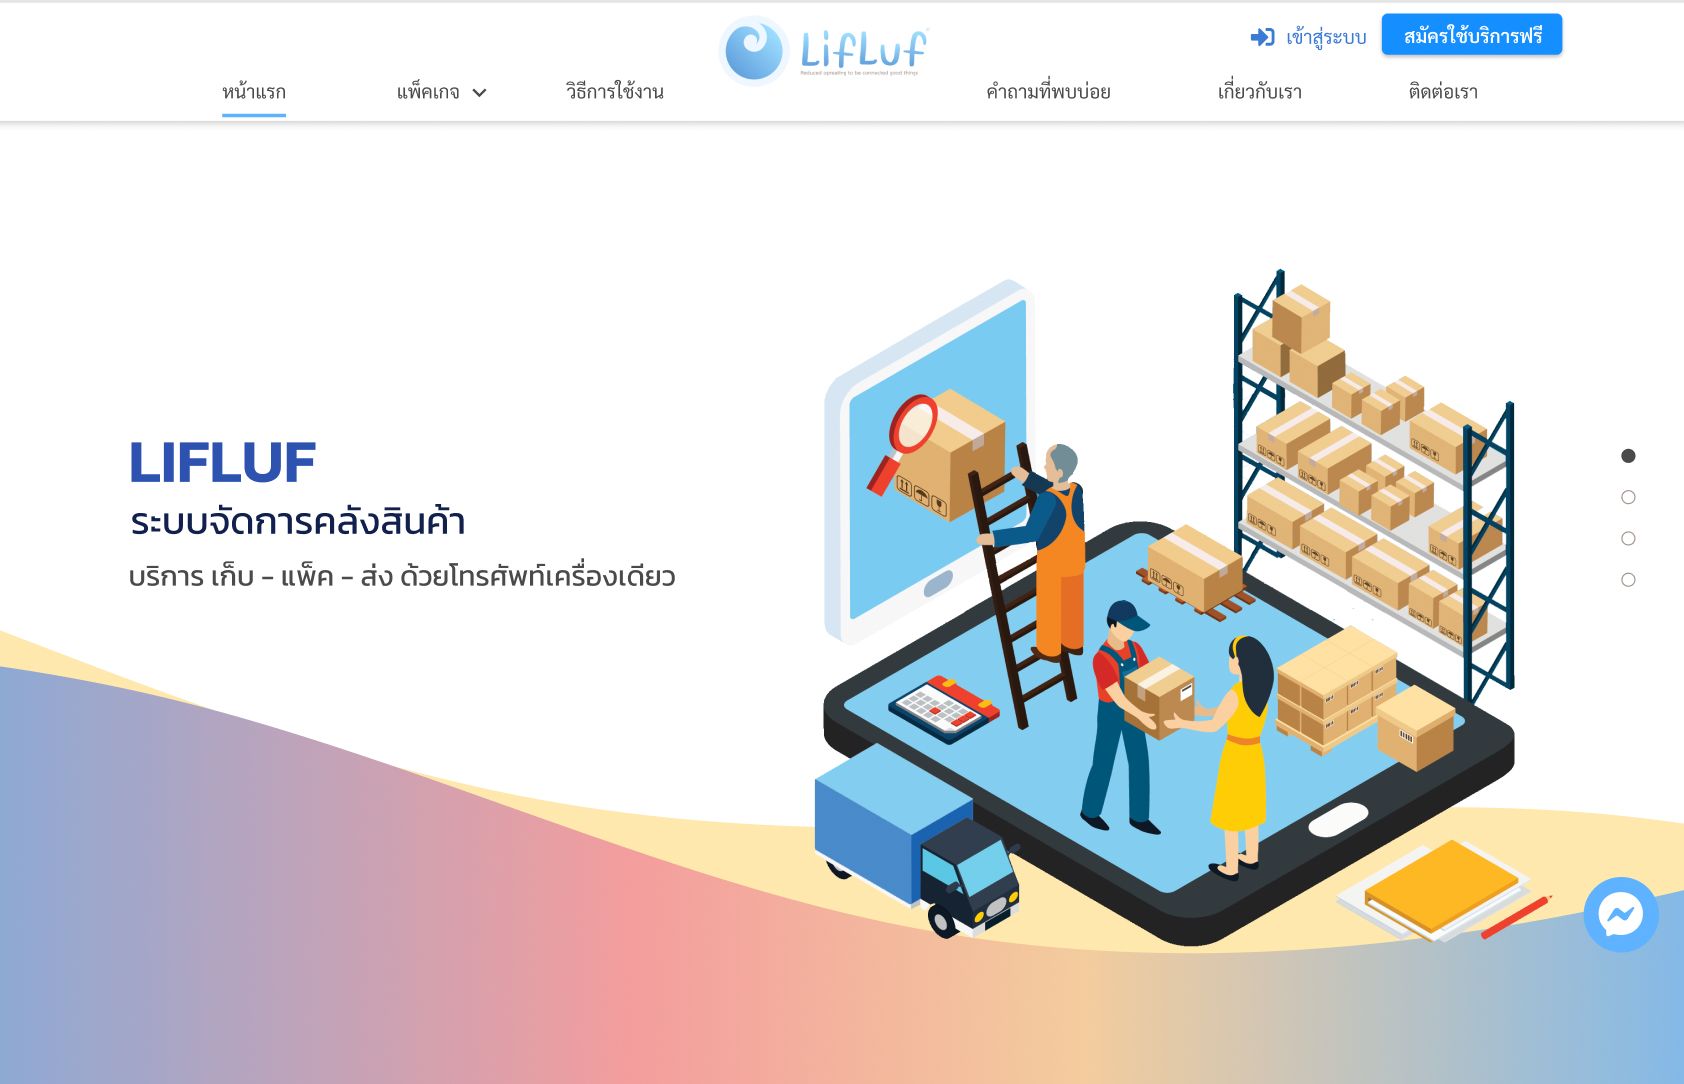 LifLuf
Reduced spreading to be connected good things
เข้าสู่ระบบ
สมัครใช้บริการฟรี
หน้าแรก
แพ็คเกจ
วิธีการใช้งาน
คำถามที่พบบ่อย
เกี่ยวกับเรา
ติดต่อเรา
LIFLUF
ระบบจัดการคลังสินค้า
บริการ เก็บ - แพ็ค - ส่ง ด้วยโทรศัพท์เครื่องเดียว